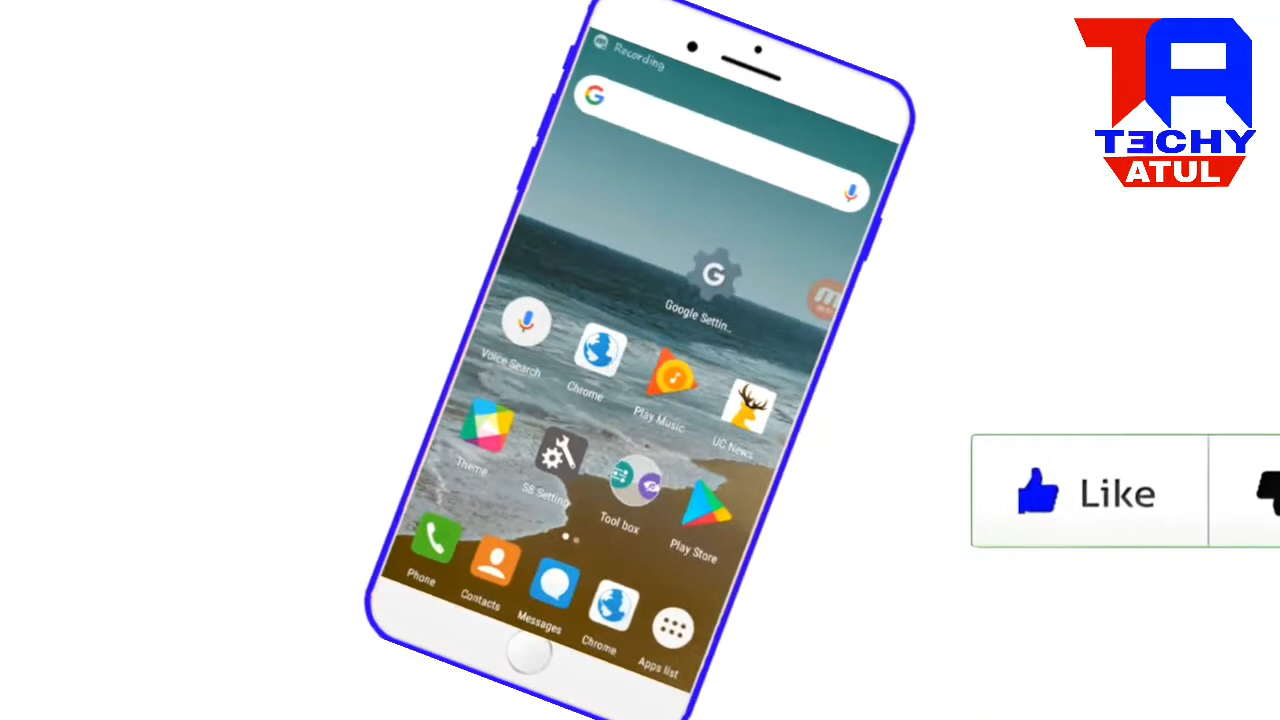 Recording
TA
TECHY
ATUL
Google Settin..
Voice Search
Chrome
Play Music
UC News
Theme
S8 Setting
Tool box
Play Store
Like
Phone
Contacts
Messages
Chrome
Apps list